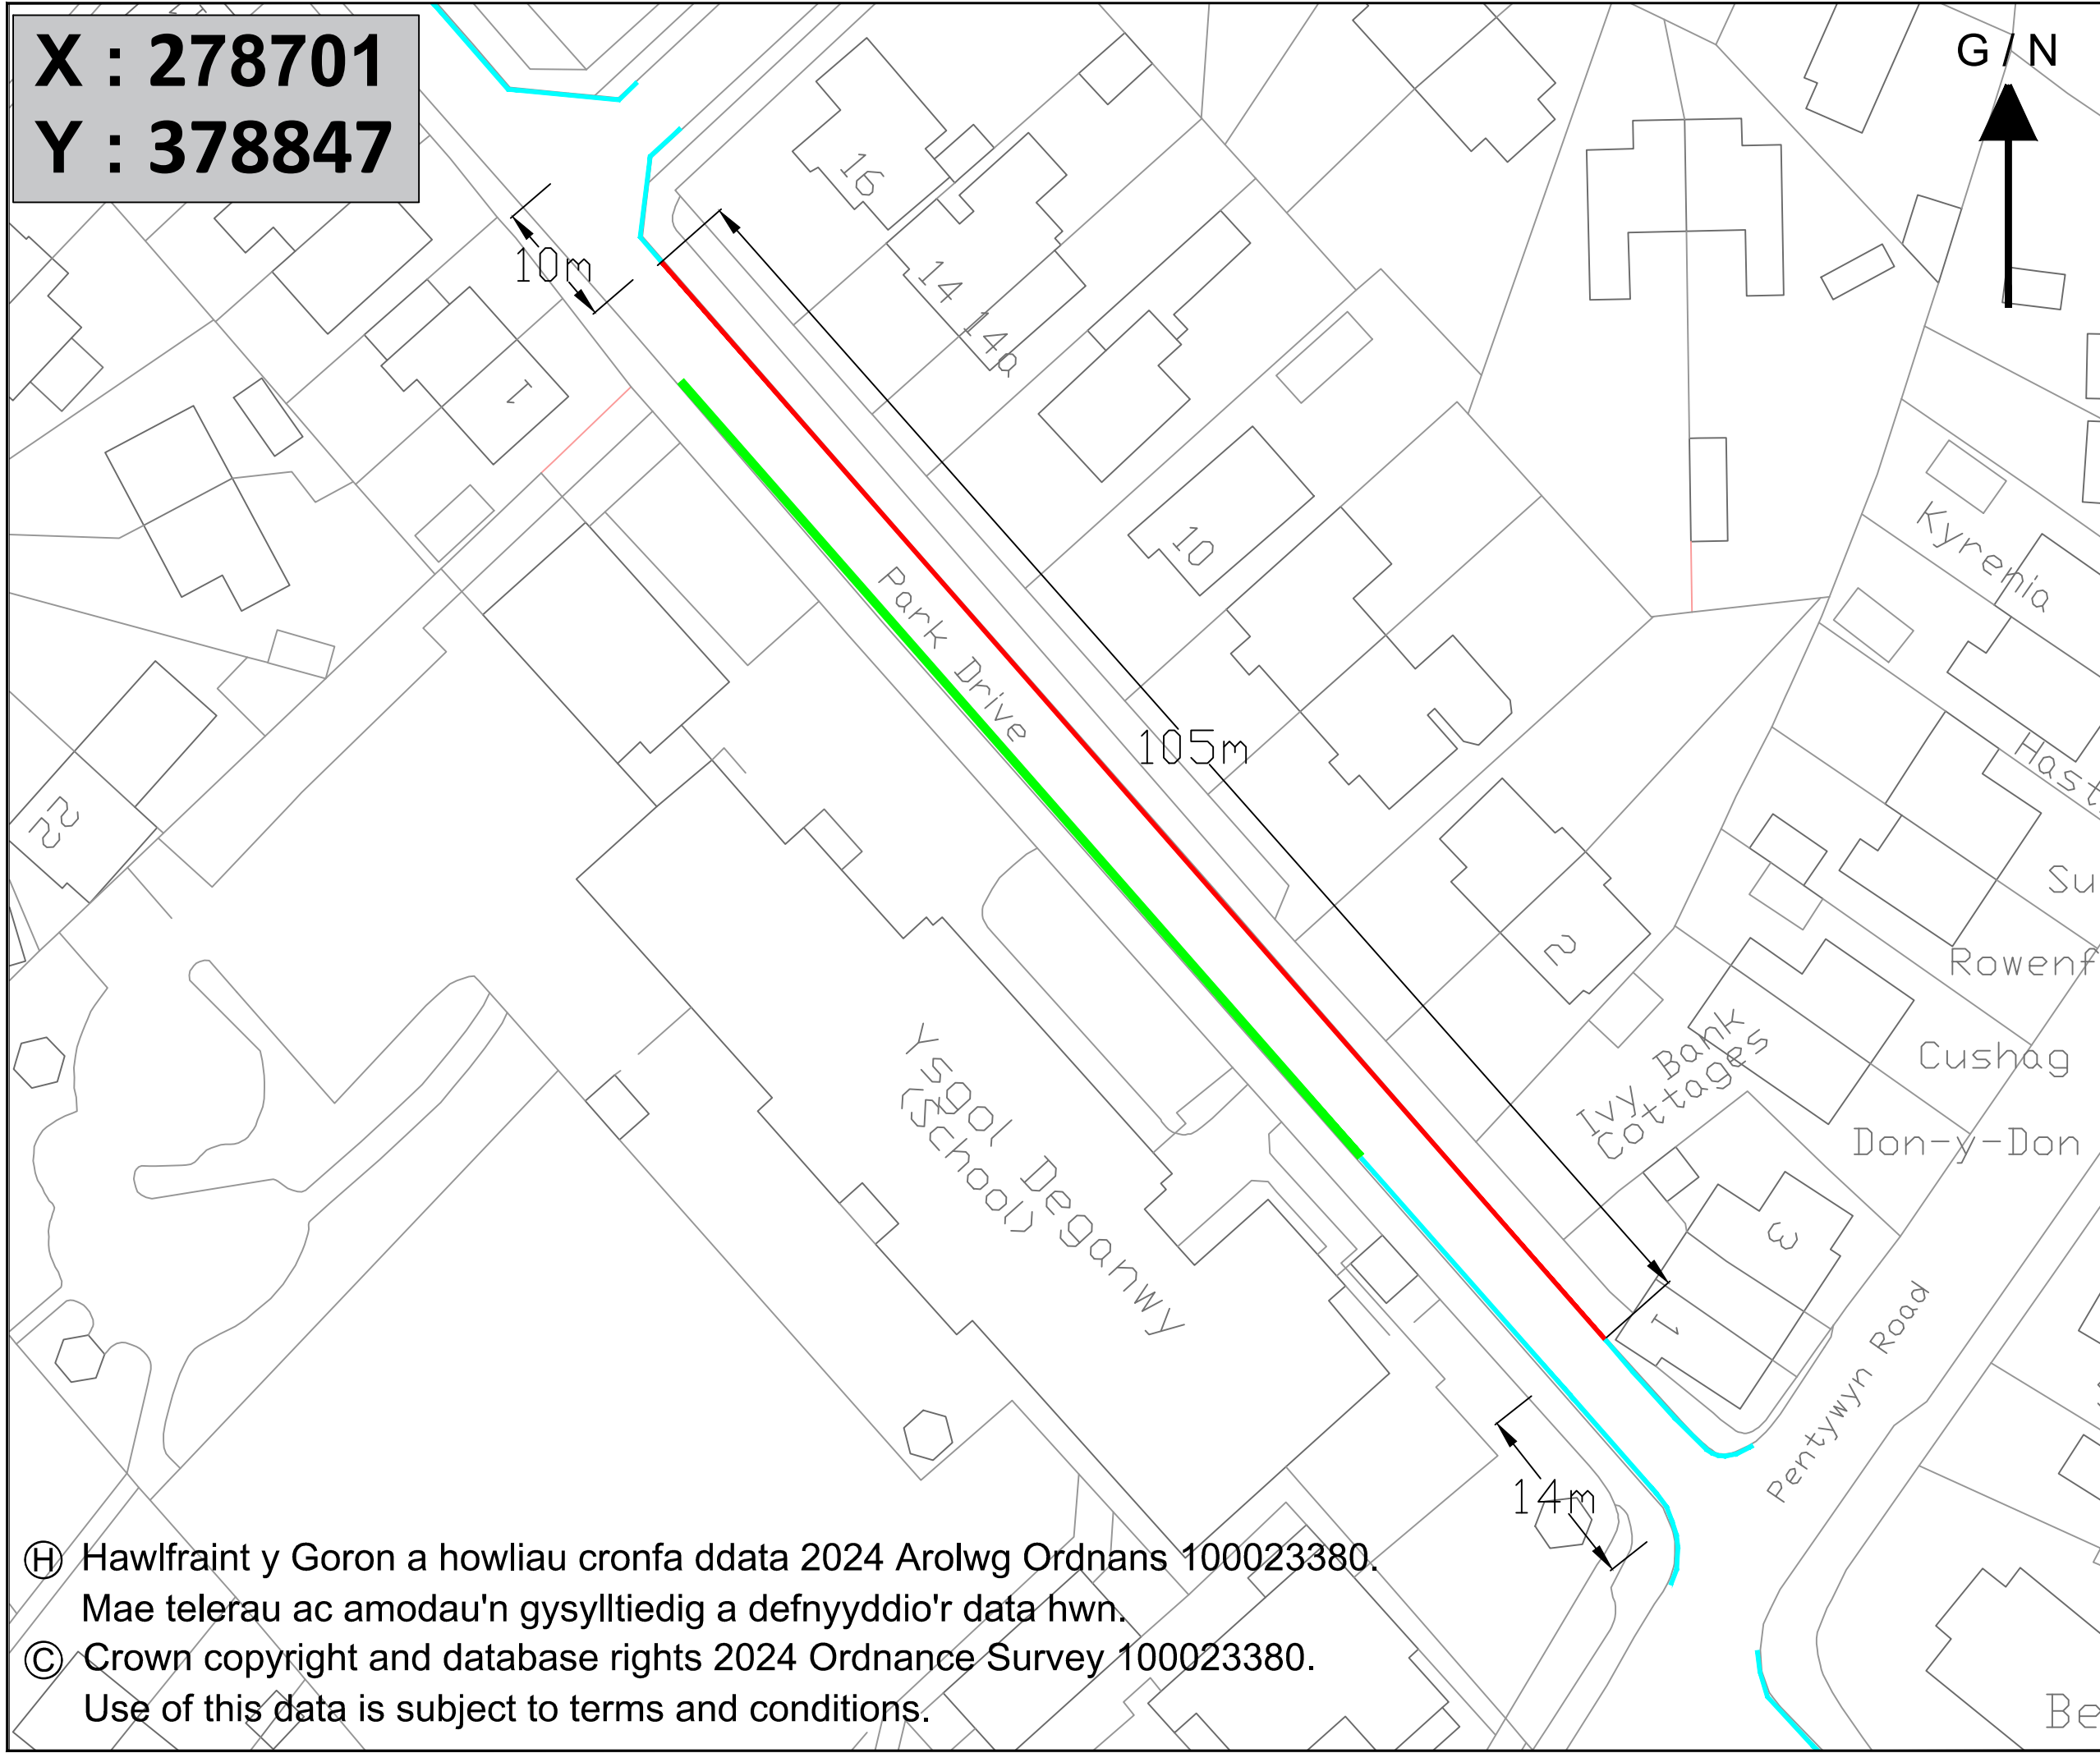 X : 278701
Y : 378847
G / N
16
10m
14
14a
1
Kyrenia
10
Park Drive
105m
22
2
Rowenf
Ivy Bank
Cottages
Cushag
Ysgol Deganwy
(School)
Don-y-Don
3
1
Pentywyn Road
14m
Ⓗ Hawlfraint y Goron a howliau cronfa ddata 2024 Arolwg Ordnans 100023380.
Mae telerau ac amodau'n gysylltiedig a defnyyddio'r data hwn.
© Crown copyright and database rights 2024 Ordnance Survey 100023380.
Use of this data is subject to terms and conditions.